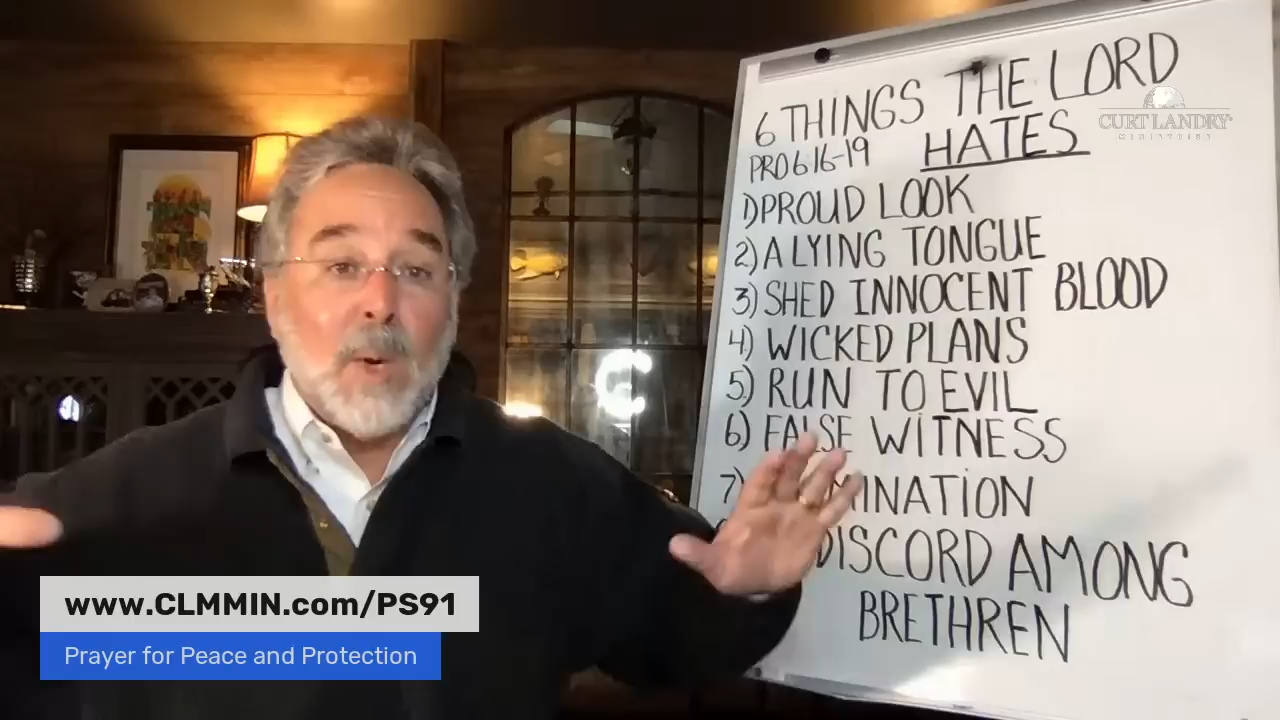 6 THINGS THE LORD
HATES
PRO 6:16-19
1) PROUD LOOK
2) A LYING TONGUE
3) SHED INNOCENT BLOOD
4) WICKED PLANS
5) RUN TO EVIL
6) FALSE WITNESS
7)
DISCORD AMONG
BRETHREN
CURT LANDRY
MINISTRIES
www.CLMMIN.com/PS91
Prayer for Peace and Protection